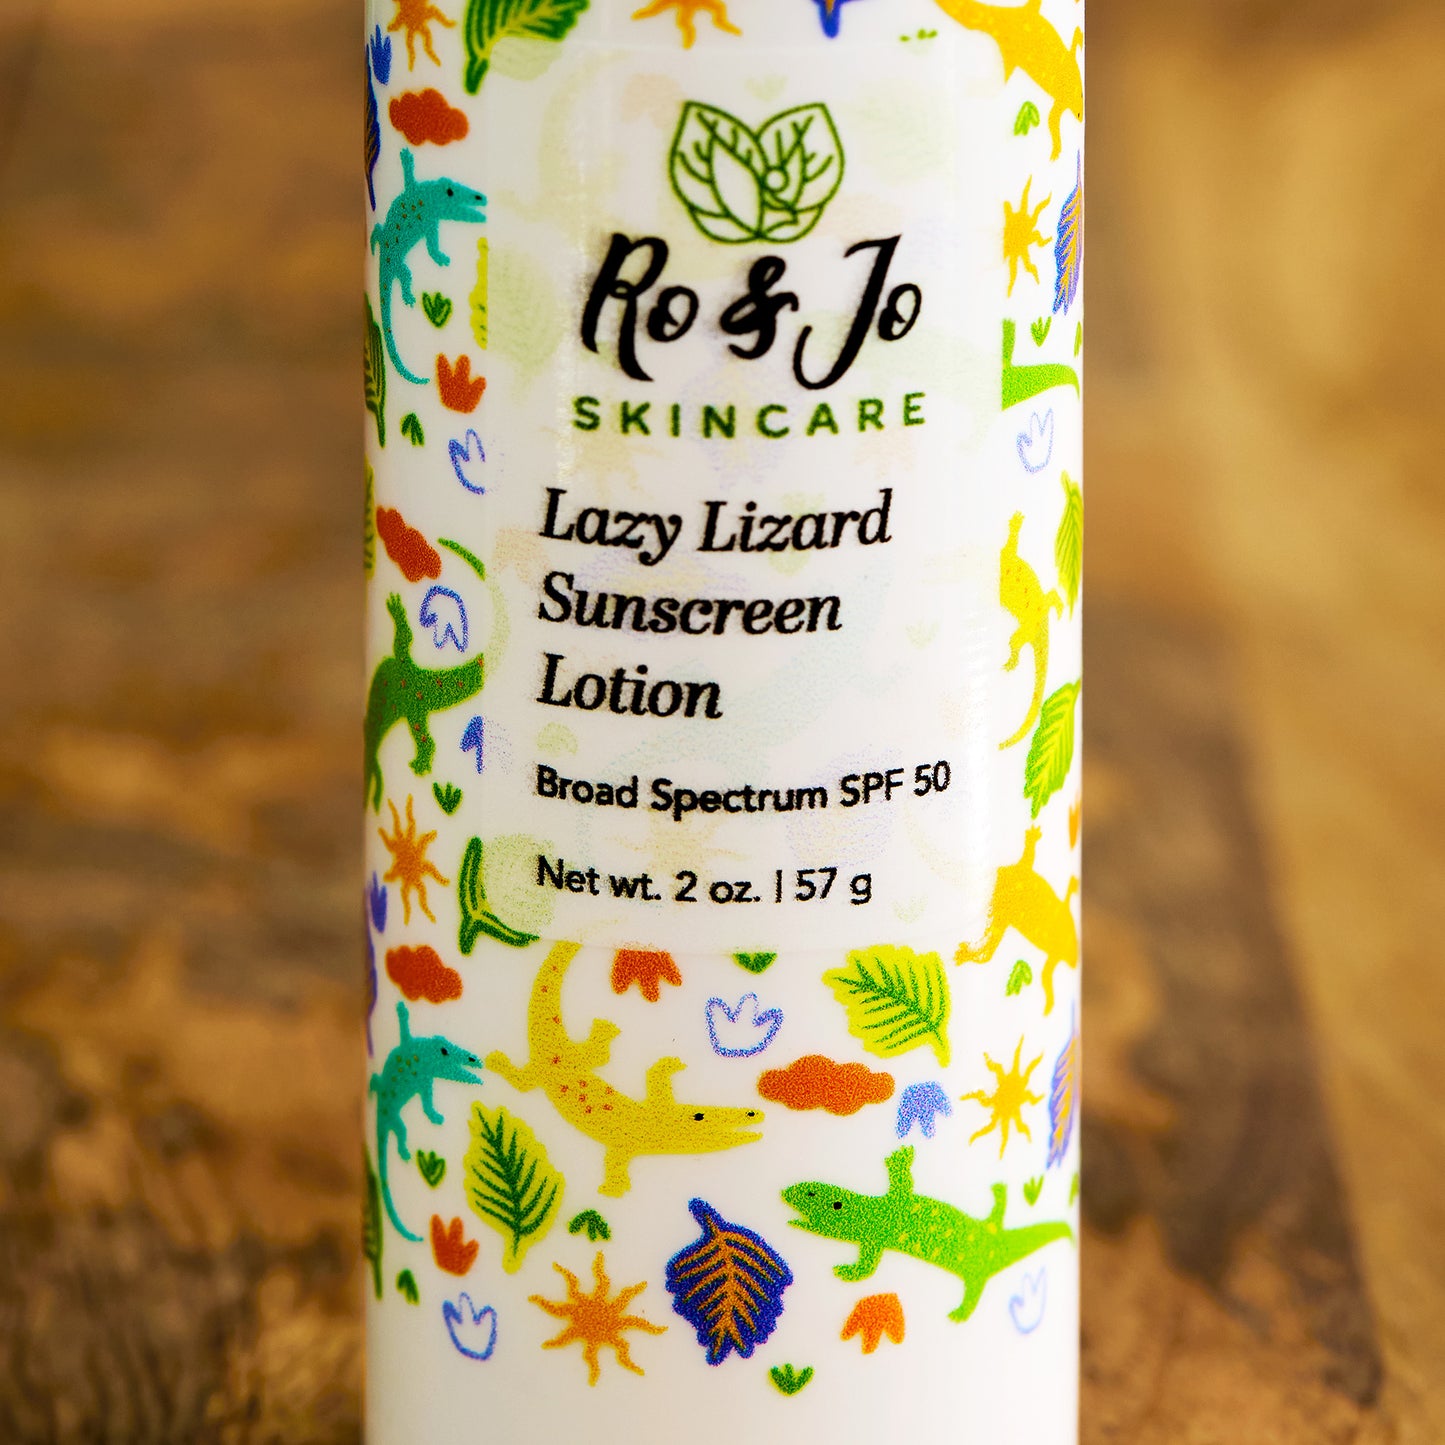 Ro & Jo
SKINCARE
Lazy Lizard
Sunscreen
Lotion
Broad Spectrum SPF 50
Net wt. 2 oz. | 57 g